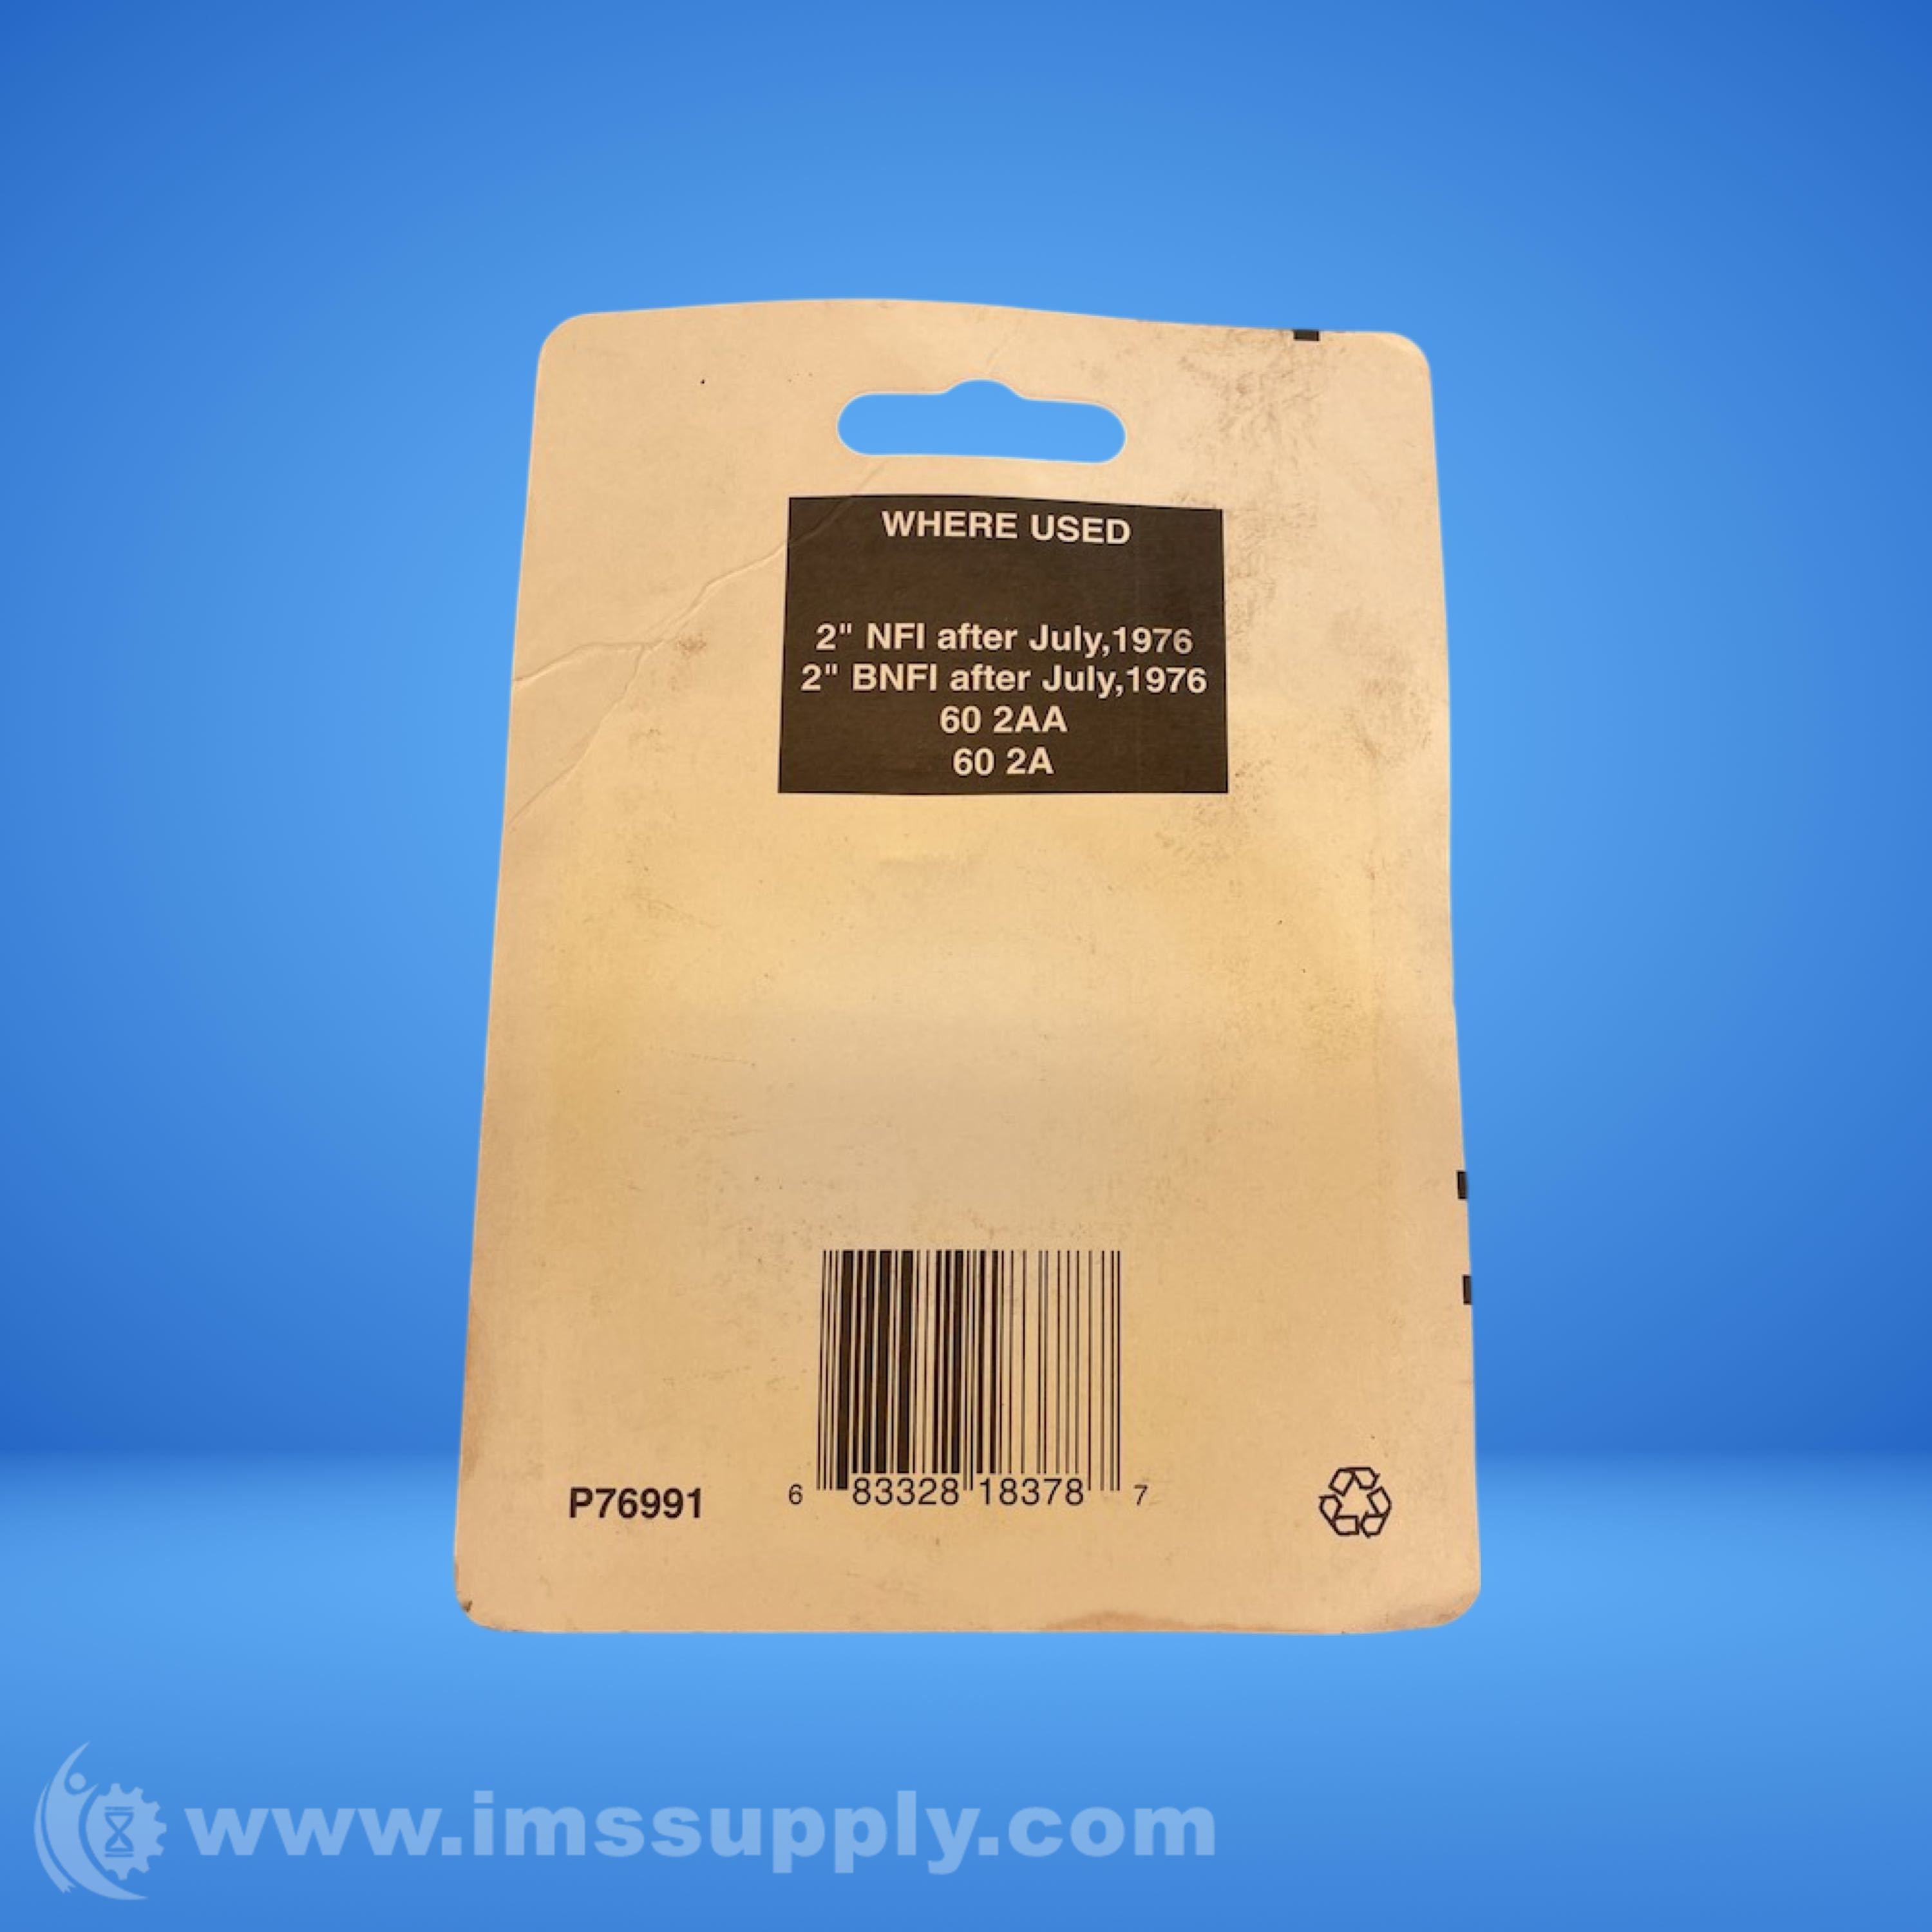 WHERE USED
2" NFI after July,1976
2" BNFI after July,1976
60 2AA
60 2A
6 83328 18378 7
P76991
www.imssupply.com